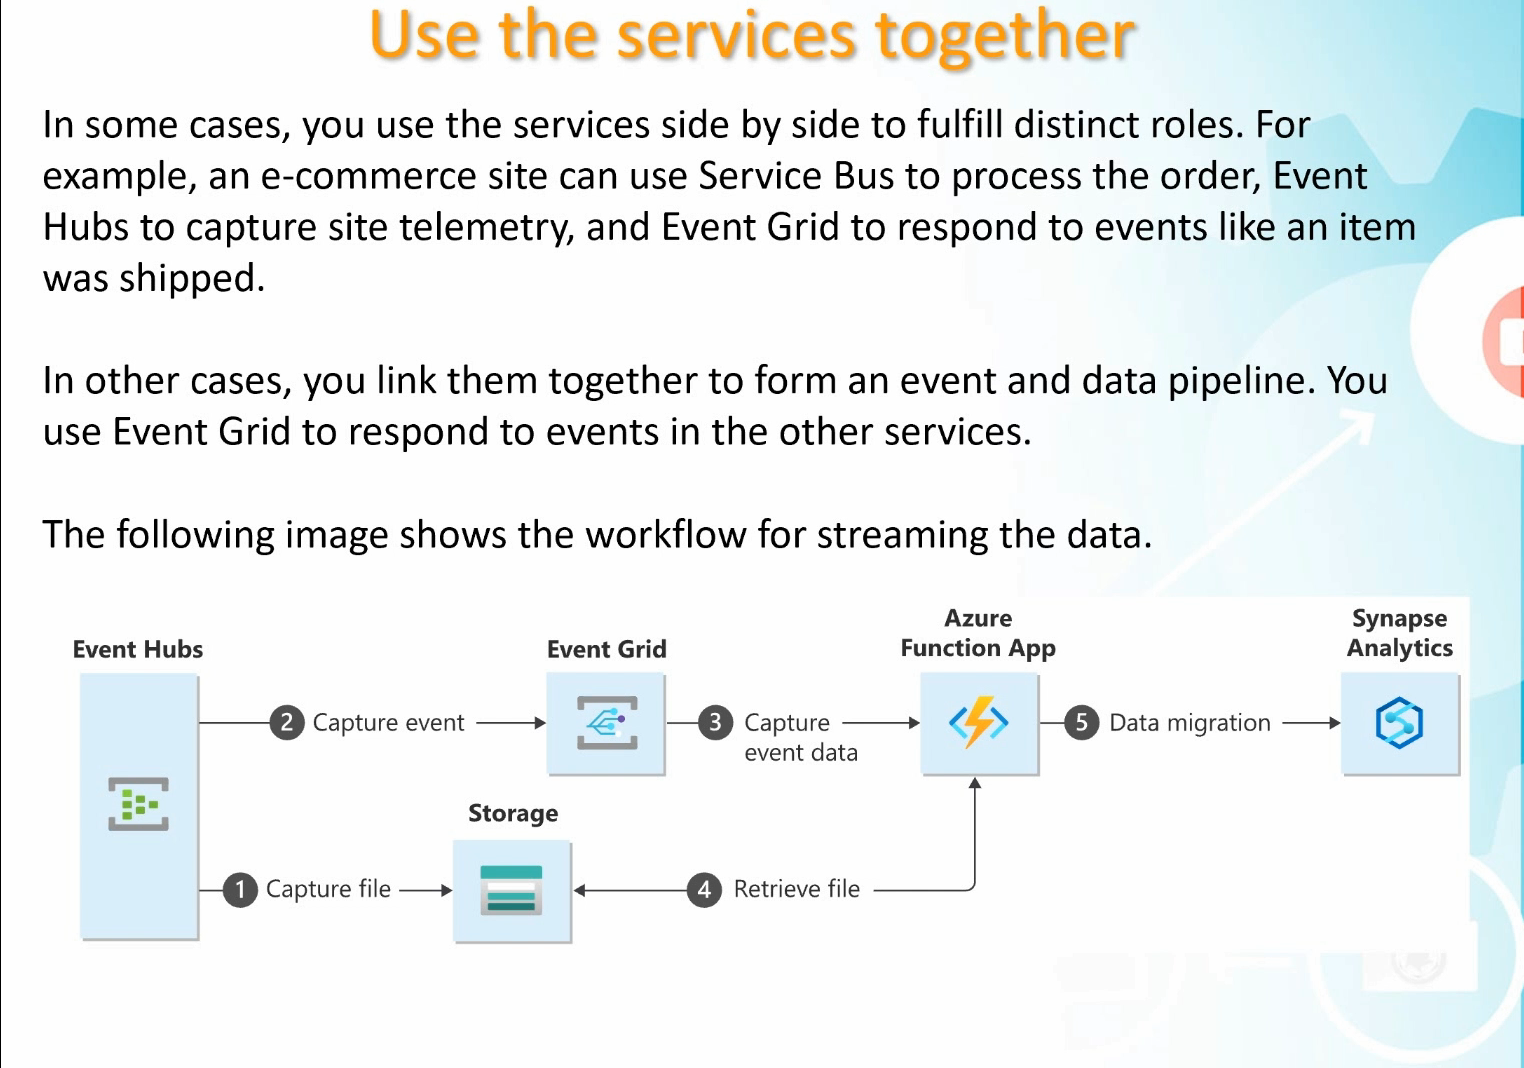 Use the services together
In some cases, you use the services side by side to fulfill distinct roles. For
example, an e-commerce site can use Service Bus to process the order, Event
Hubs to capture site telemetry, and Event Grid to respond to events like an item
was shipped.
In other cases, you link them together to form an event and data pipeline. You
use Event Grid to respond to events in the other services.
The following image shows the workflow for streaming the data.
Event Hubs
Event Grid
Azure
Function App
Synapse
Analytics
2 Capture event
3 Capture
event data
5 Data migration
Storage
1 Capture file
4 Retrieve file